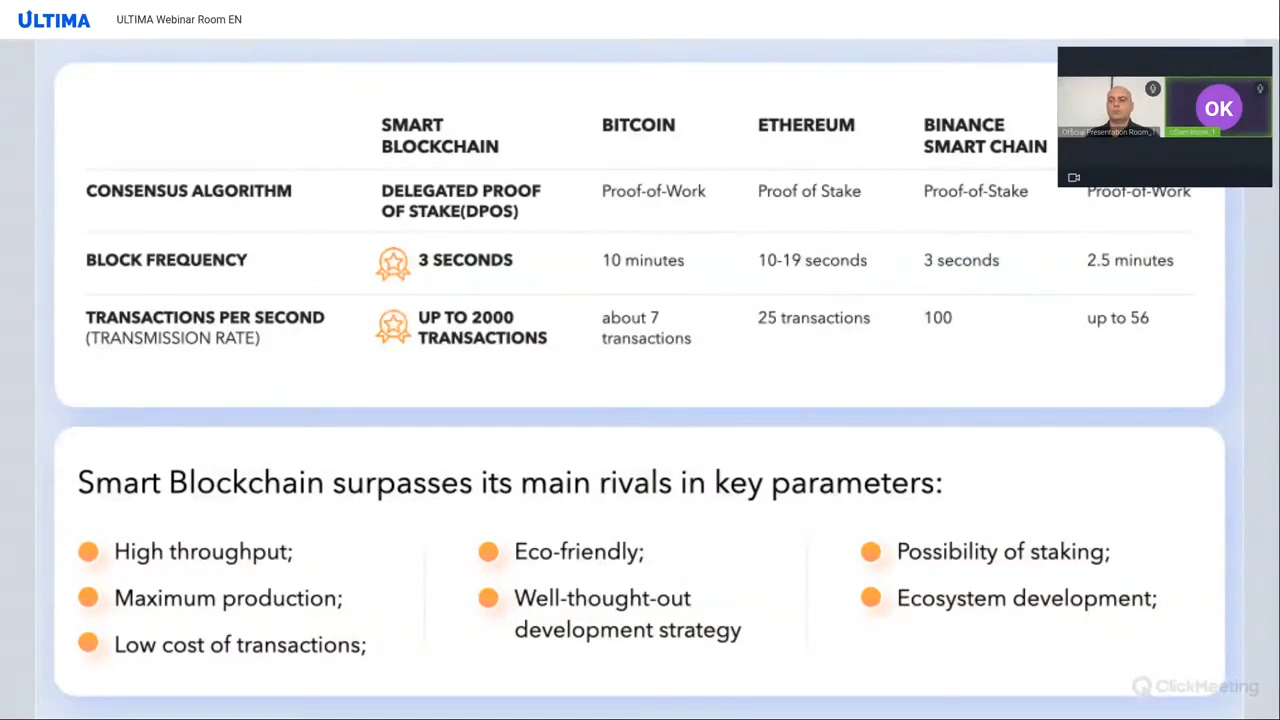 ULTIMA
ULTIMA Webinar Room EN
SMART
BLOCKCHAIN
BITCOIN
ETHEREUM
BINANCE
SMART CHAIN
CONSENSUS ALGORITHM
DELEGATED PROOF
OF STAKE(DPOS)
Proof-of-Work
Proof of Stake
Proof-of-Stake
Proof-of-Work
BLOCK FREQUENCY
3 SECONDS
10 minutes
10-19 seconds
3 seconds
2.5 minutes
TRANSACTIONS PER SECOND
(TRANSMISSION RATE)
UP TO 2000
TRANSACTIONS
about 7
transactions
25 transactions
100
up to 56
OK
Official Presentation Room_1
Smart Blockchain surpasses its main rivals in key parameters:
High throughput;
Maximum production;
Low cost of transactions;
Eco-friendly;
Well-thought-out
development strategy
Possibility of staking;
Ecosystem development;
ClickMeeting